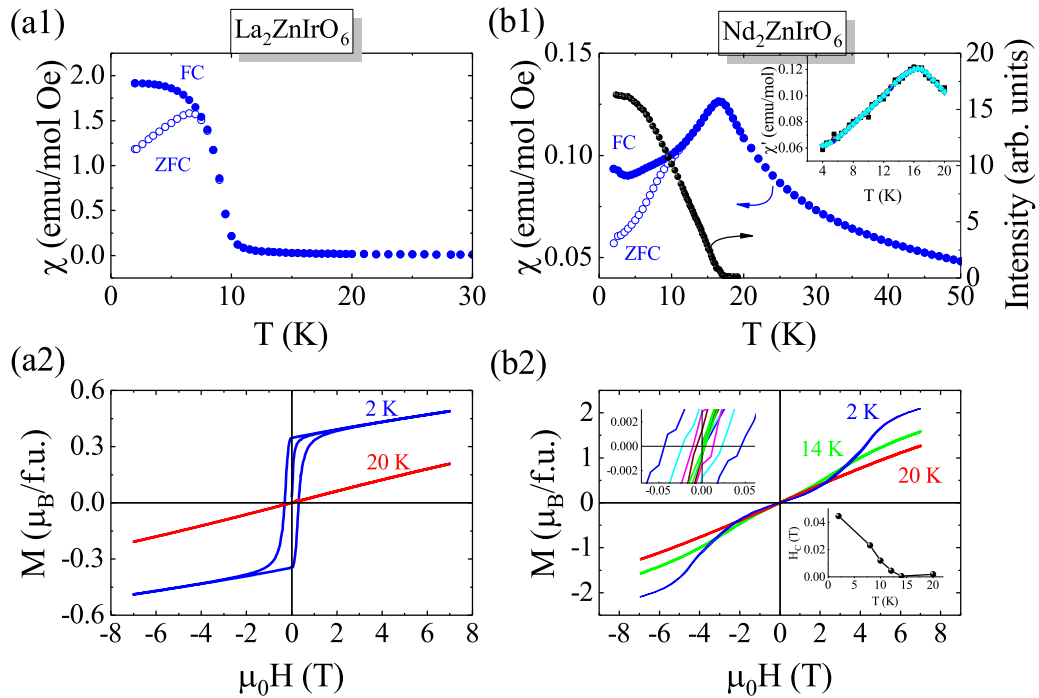 (a1)
La₂ZnIrO₆
χ (emu/mol Oe)
2.0
1.5
1.0
0.5
0.0
FC
ZFC
0 10 20 30
T (K)
(b1)
Nd₂ZnIrO₆
χ (emu/mol Oe)
0.15
0.10
0.05
FC
ZFC
0 10 20 30 40 50
T (K)
20
15
10
5
0
Intensity (arb. units)
χ' (emu/mol)
0.12
0.10
0.08
0.06
4 8 12 16 20
T (K)
(a2)
M (μB/f.u.)
0.6
0.3
0.0
-0.3
-0.6
2 K
20 K
-8 -6 -4 -2 0 2 4 6 8
μ₀H (T)
(b2)
M (μB/f.u.)
2
1
0
-1
-2
2 K
14 K
20 K
-8 -6 -4 -2 0 2 4 6 8
μ₀H (T)
0.002
0.000
-0.002
-0.05 0.00 0.05
H_C (T)
0.04
0.02
0.00
0 5 10 15 20
T (K)